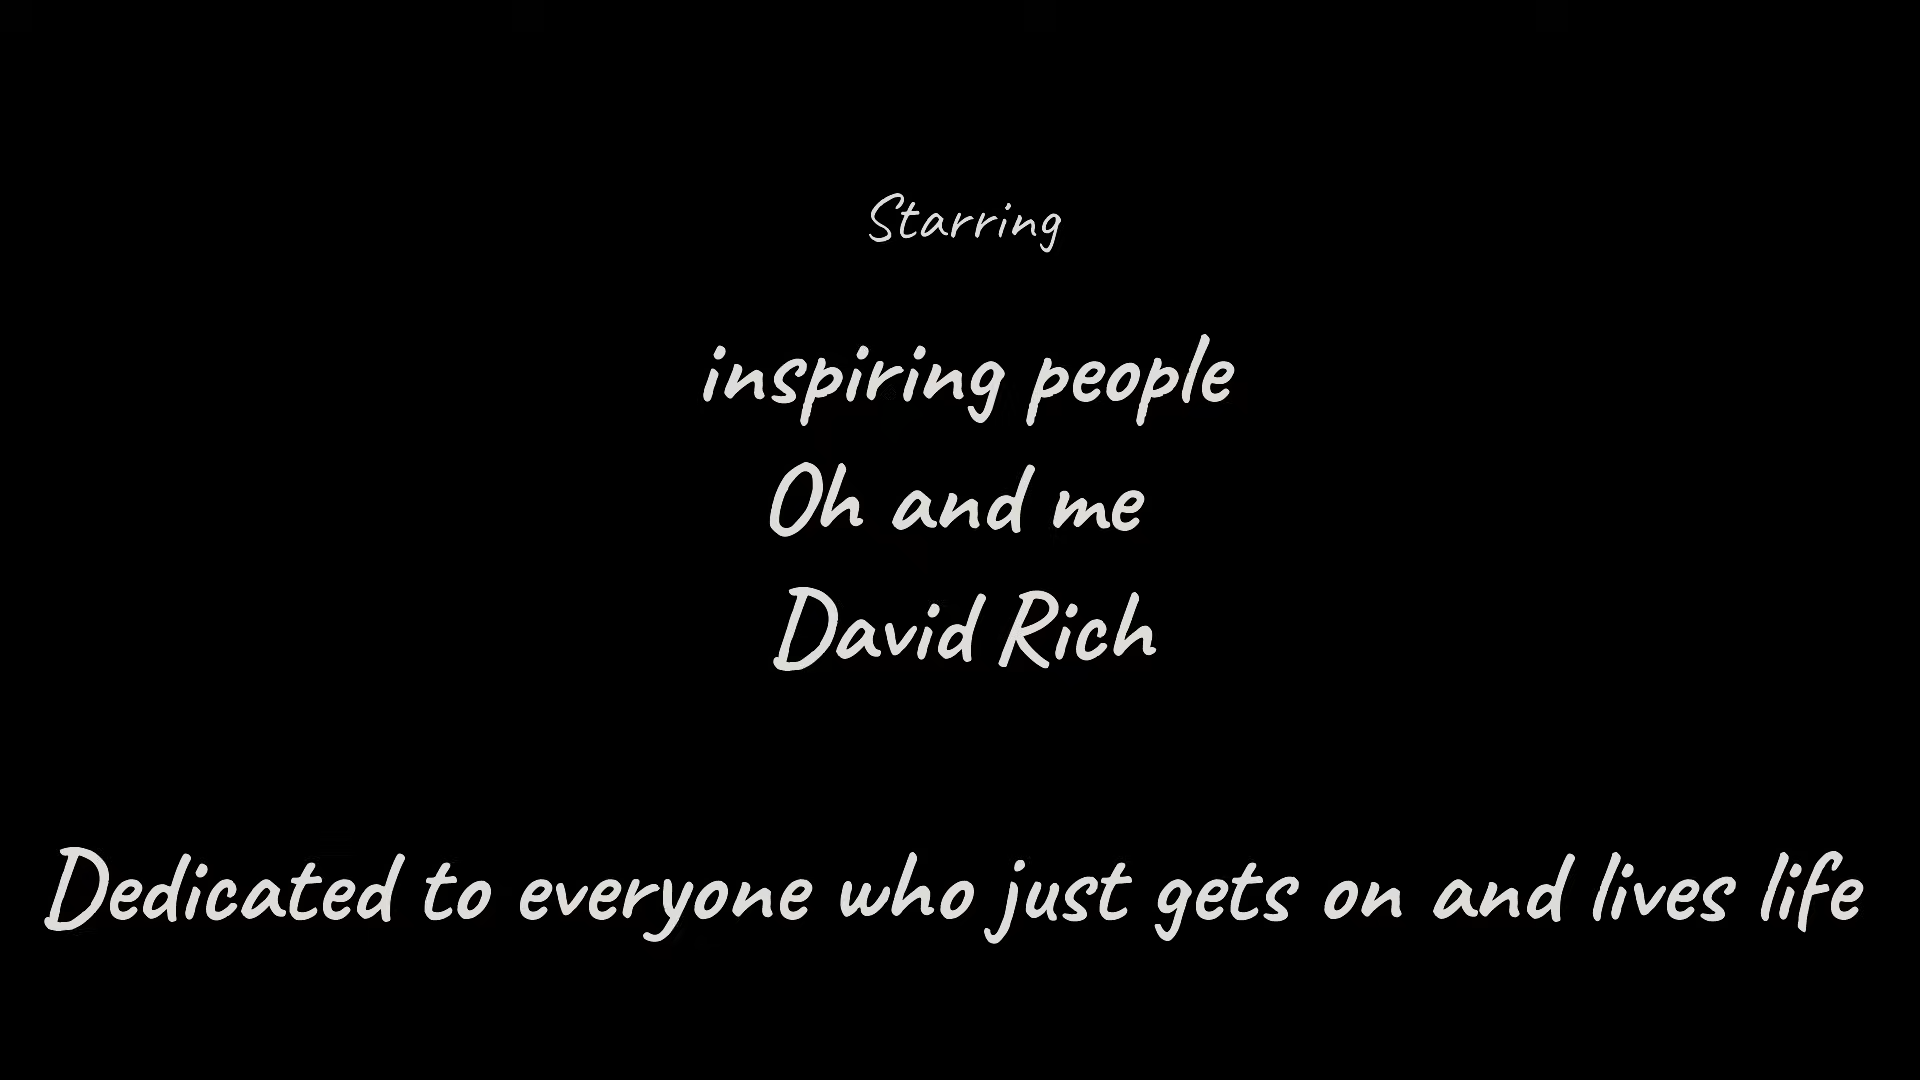 Starring
inspiring people
Oh and me
David Rich
Dedicated to everyone who just gets on and lives life